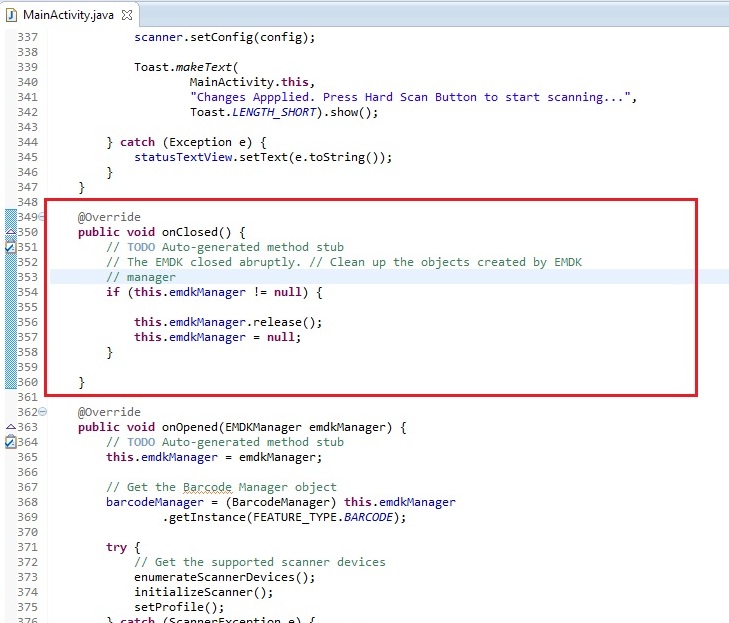 MainActivity.java
337 scanner.setConfig(config);
338
339 Toast.makeText(
340 MainActivity.this,
341 "Changes Appplied. Press Hard Scan Button to start scanning...",
342 Toast.LENGTH_SHORT).show();
343
344 } catch (Exception e) {
345 statusTextView.setText(e.toString());
346 }
347 }
348
349 @Override
350 public void onClosed() {
351 // TODO Auto-generated method stub
352 // The EMDK closed abruptly. // Clean up the objects created by EMDK
353 // manager
354 if (this.emdkManager != null) {
355
356 this.emdkManager.release();
357 this.emdkManager = null;
358 }
359
360 }
361
362 @Override
363 public void onOpened(EMDKManager emdkManager) {
364 // TODO Auto-generated method stub
365 this.emdkManager = emdkManager;
366
367 // Get the Barcode Manager object
368 barcodeManager = (BarcodeManager) this.emdkManager
369 .getInstance(FEATURE_TYPE.BARCODE);
370
371 try {
372 // Get the supported scanner devices
373 enumerateScannerDevices();
374 initializeScanner();
375 setProfile();
376 } catch (ScannerException e) {